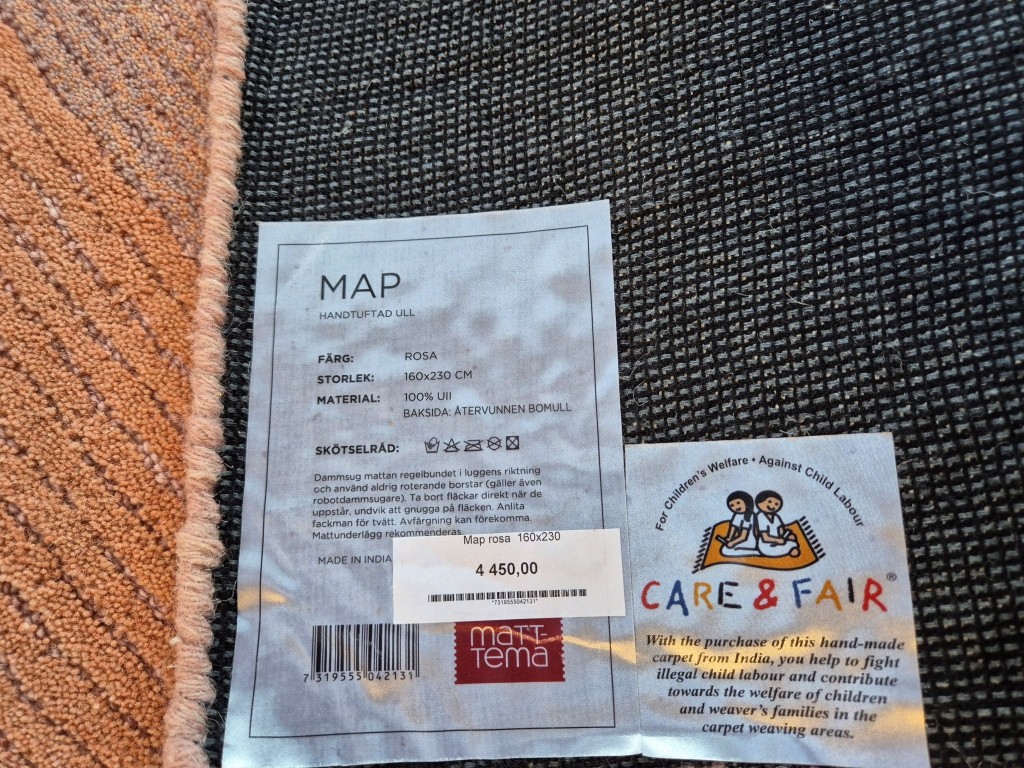 MAP
HANDTUFTAD ULL
FÄRG: ROSA
STORLEK: 160x230 CM
MATERIAL: 100% Ull
BAKSIDA: ÅTERVUNNEN BOMULL
SKÖTSELRÅD:
Dammsug mattan regelbundet i luggens riktning
och använd aldrig roterande borstar (gäller även
robotdammsugare). Ta bort fläckar direkt när de
uppstår, undvik att gnugga på fläcken. Anlita
fackman för tvätt. Avfärgning kan förekomma.
Mattunderlägg rekommenderas
MADE IN INDIA
Map rosa 160x230
4 450,00
*7319555042131*
7 319555 042131
maTT-
Tema
For Children's Welfare • Against Child Labour
CARE & FAIR®
With the purchase of this hand-made
carpet from India, you help to fight
illegal child labour and contribute
towards the welfare of children
and weaver's families in the
carpet weaving areas.